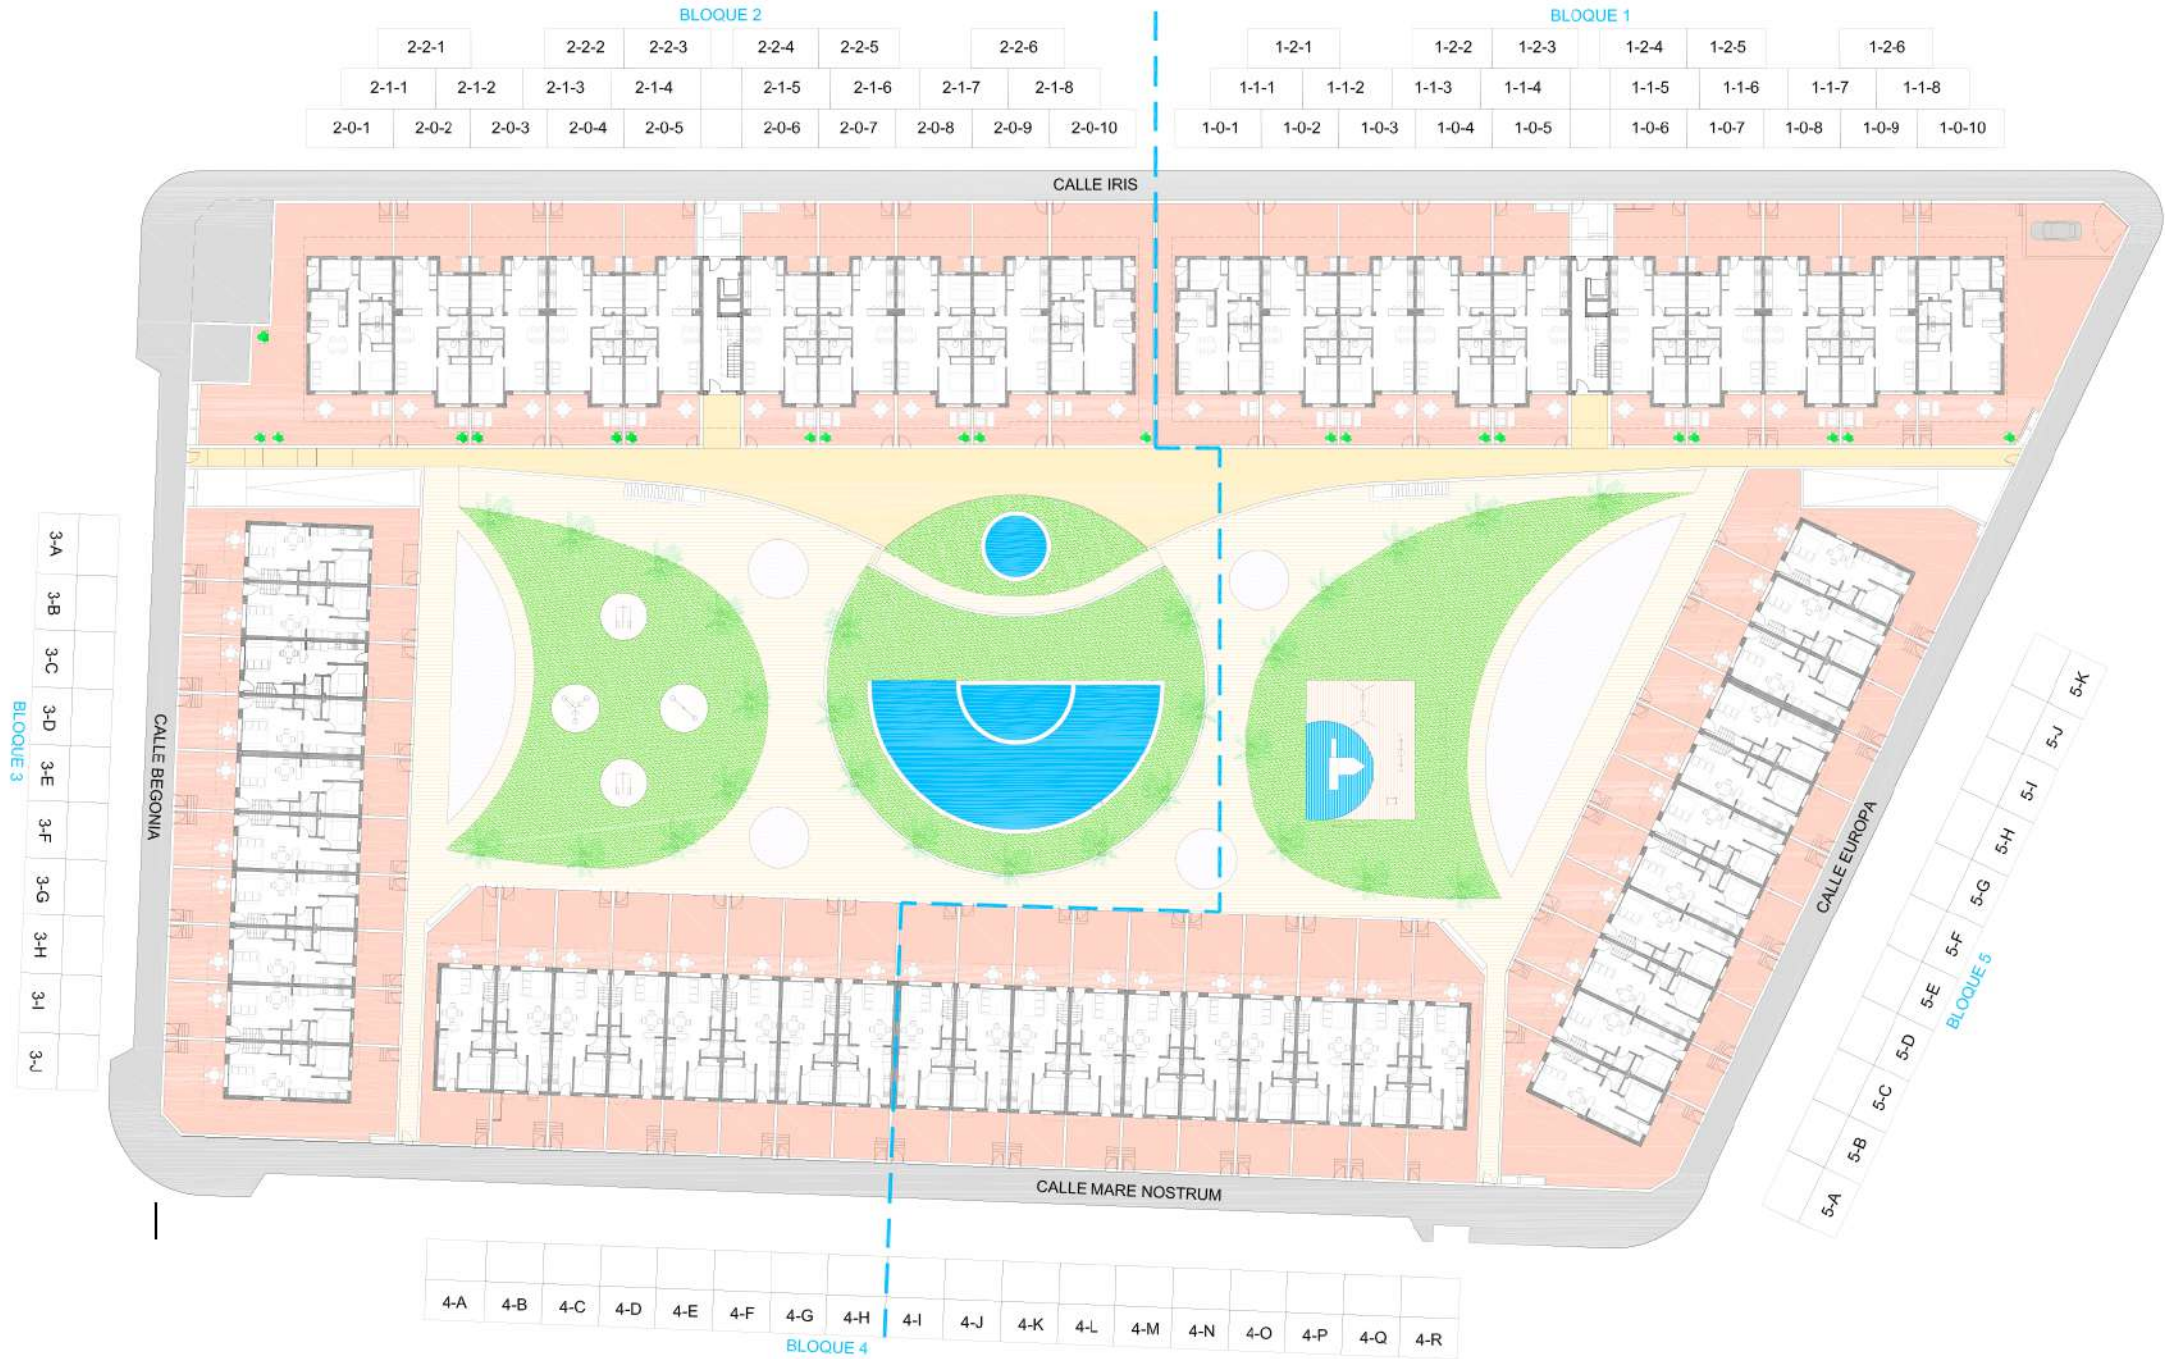 BLOQUE 2
BLOQUE 1
2-2-1 2-2-2 2-2-3 2-2-4 2-2-5 2-2-6
1-2-1 1-2-2 1-2-3 1-2-4 1-2-5 1-2-6
2-1-1 2-1-2 2-1-3 2-1-4 2-1-5 2-1-6 2-1-7 2-1-8
1-1-1 1-1-2 1-1-3 1-1-4 1-1-5 1-1-6 1-1-7 1-1-8
2-0-1 2-0-2 2-0-3 2-0-4 2-0-5 2-0-6 2-0-7 2-0-8 2-0-9 2-0-10
1-0-1 1-0-2 1-0-3 1-0-4 1-0-5 1-0-6 1-0-7 1-0-8 1-0-9 1-0-10
CALLE IRIS
3-A
3-B
3-C
3-D
3-E
3-F
3-G
3-H
3-I
3-J
BLOQUE 3
CALLE BEGONIA
5-K
5-J
5-I
5-H
5-G
5-F
5-E
5-D
5-C
5-B
5-A
BLOQUE 5
CALLE EUROPA
CALLE MARE NOSTRUM
4-A 4-B 4-C 4-D 4-E 4-F 4-G 4-H 4-I 4-J 4-K 4-L 4-M 4-N 4-O 4-P 4-Q 4-R
BLOQUE 4